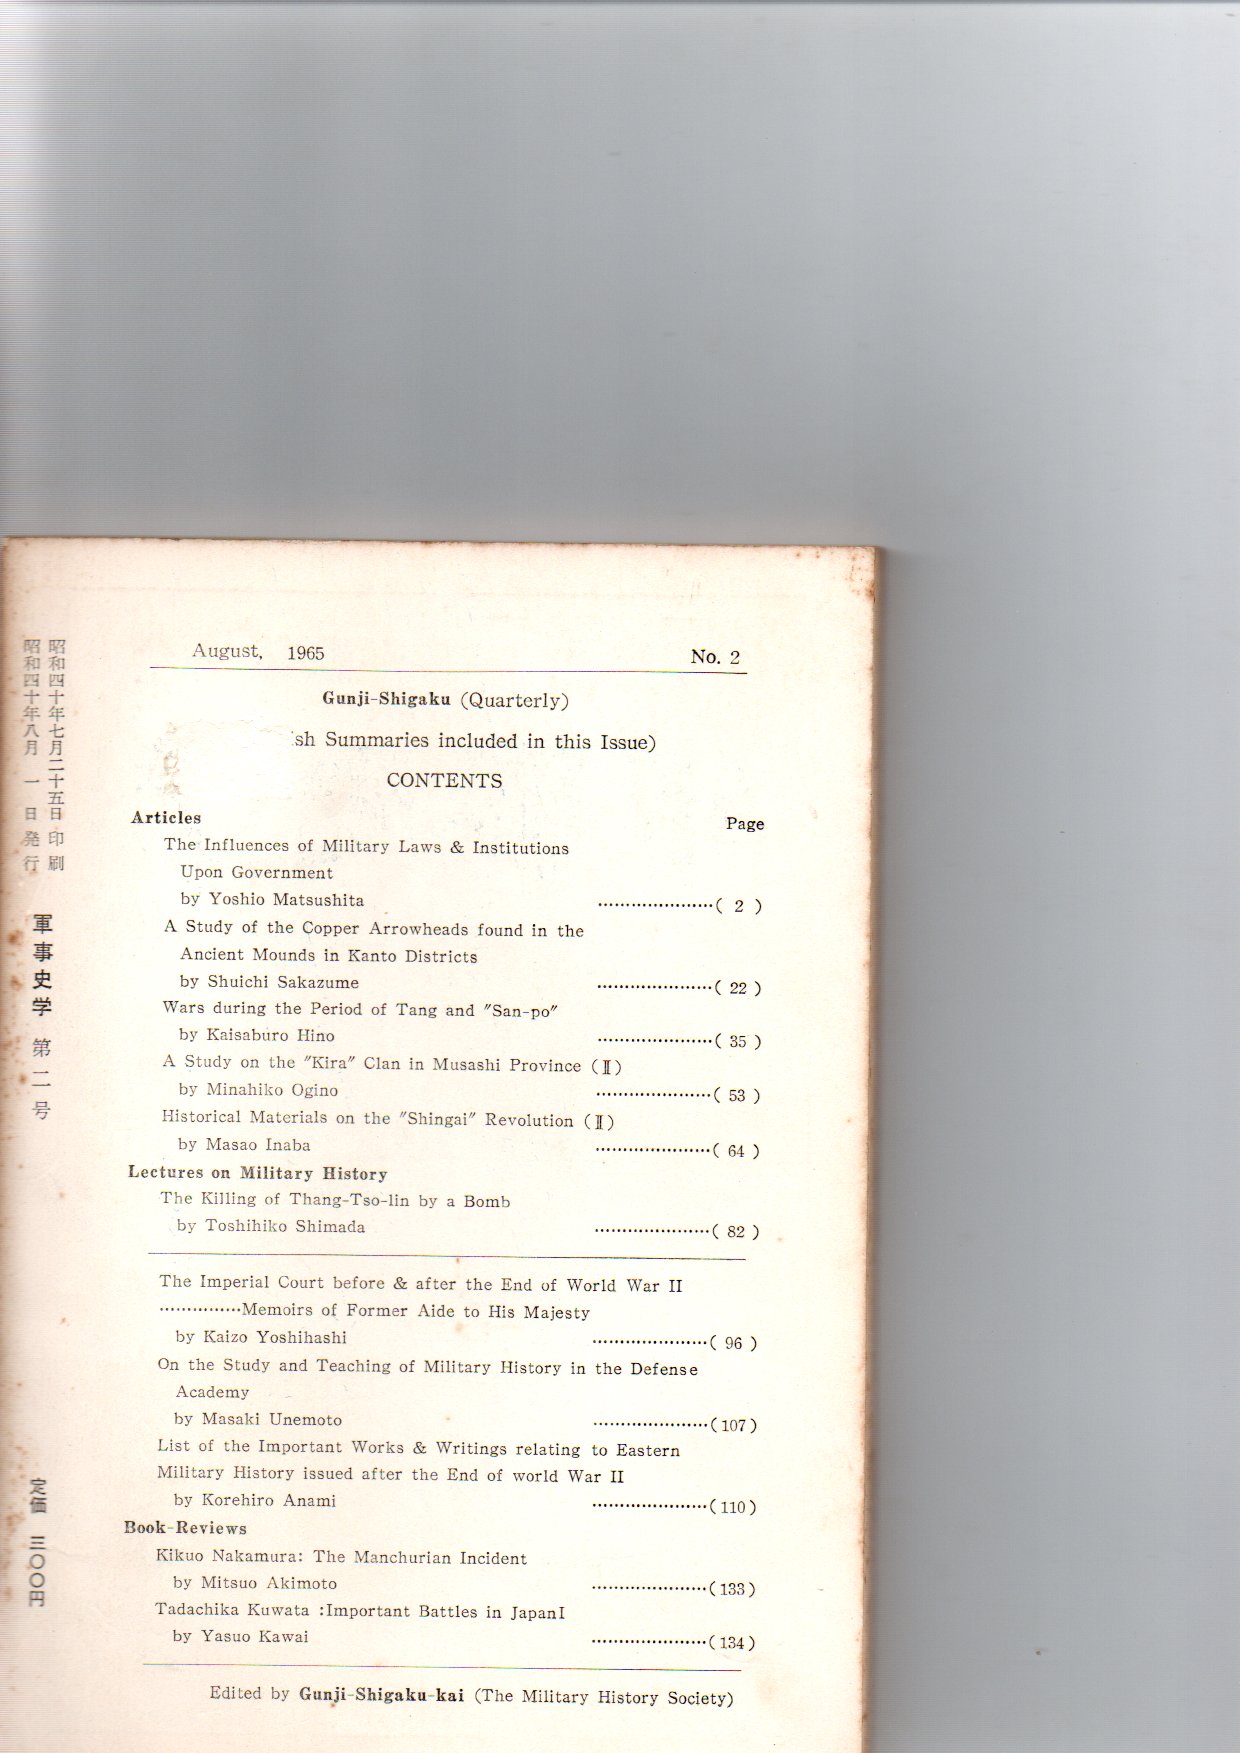 August, 1965 No. 2
Gunji-Shigaku (Quarterly)
sh Summaries included in this Issue)
CONTENTS
Articles
Page
The Influences of Military Laws & Institutions
Upon Government
by Yoshio Matsushita ·····················( 2 )
A Study of the Copper Arrowheads found in the
Ancient Mounds in Kanto Districts
by Shuichi Sakazume ·····················( 22 )
Wars during the Period of Tang and "San-po"
by Kaisaburo Hino ·····················( 35 )
A Study on the "Kira" Clan in Musashi Province (Ⅱ)
by Minahiko Ogino ·····················( 53 )
Historical Materials on the "Shingai" Revolution (Ⅱ)
by Masao Inaba ·····················( 64 )
Lectures on Military History
The Killing of Thang-Tso-lin by a Bomb
by Toshihiko Shimada ·····················( 82 )
The Imperial Court before & after the End of World War II
···············Memoirs of Former Aide to His Majesty
by Kaizo Yoshihashi ·····················( 96 )
On the Study and Teaching of Military History in the Defense
Academy
by Masaki Unemoto ·····················(107)
List of the Important Works & Writings relating to Eastern
Military History issued after the End of world War II
by Korehiro Anami ·····················(110)
Book-Reviews
Kikuo Nakamura: The Manchurian Incident
by Mitsuo Akimoto ·····················(133)
Tadachika Kuwata :Important Battles in JapanI
by Yasuo Kawai ·····················(134)
Edited by Gunji-Shigaku-kai (The Military History Society)
昭和四十年七月二十五日印刷
昭和四十年八月 一 日発行
軍事史学 第二号
定価 三〇〇円